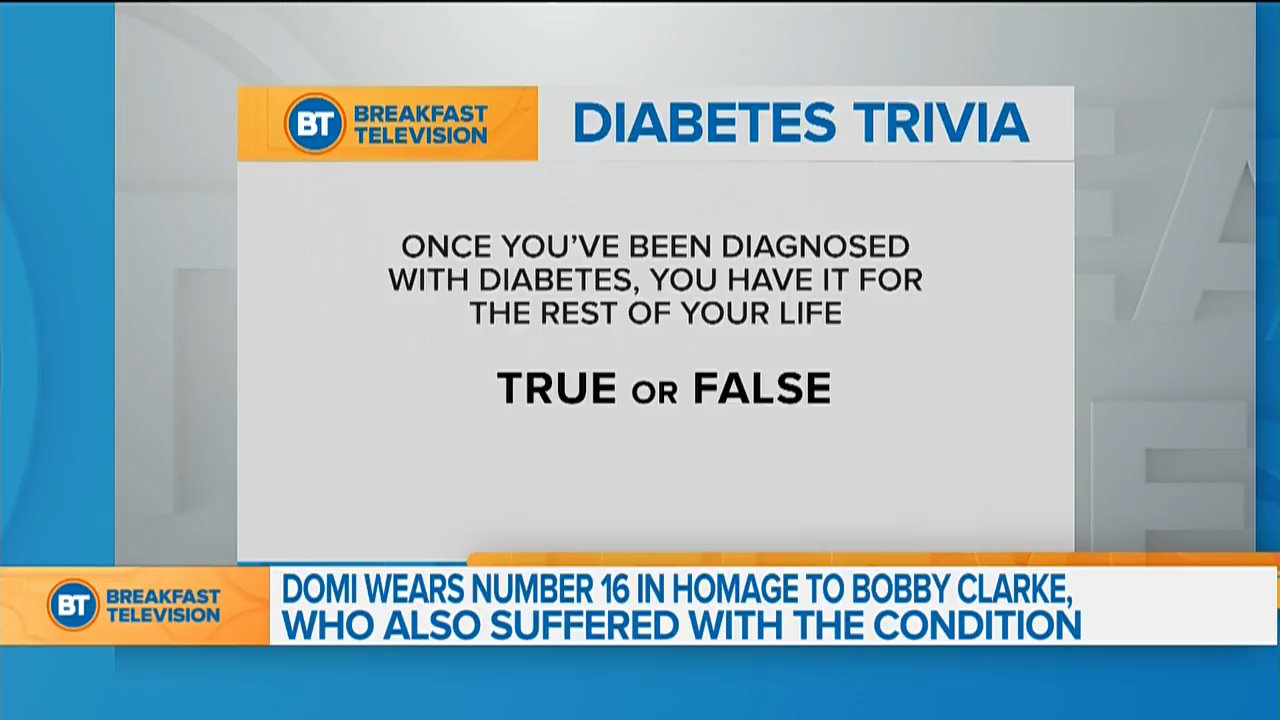 BT BREAKFAST
TELEVISION
DIABETES TRIVIA
ONCE YOU'VE BEEN DIAGNOSED
WITH DIABETES, YOU HAVE IT FOR
THE REST OF YOUR LIFE
TRUE OR FALSE
BT BREAKFAST
TELEVISION
DOMI WEARS NUMBER 16 IN HOMAGE TO BOBBY CLARKE,
WHO ALSO SUFFERED WITH THE CONDITION